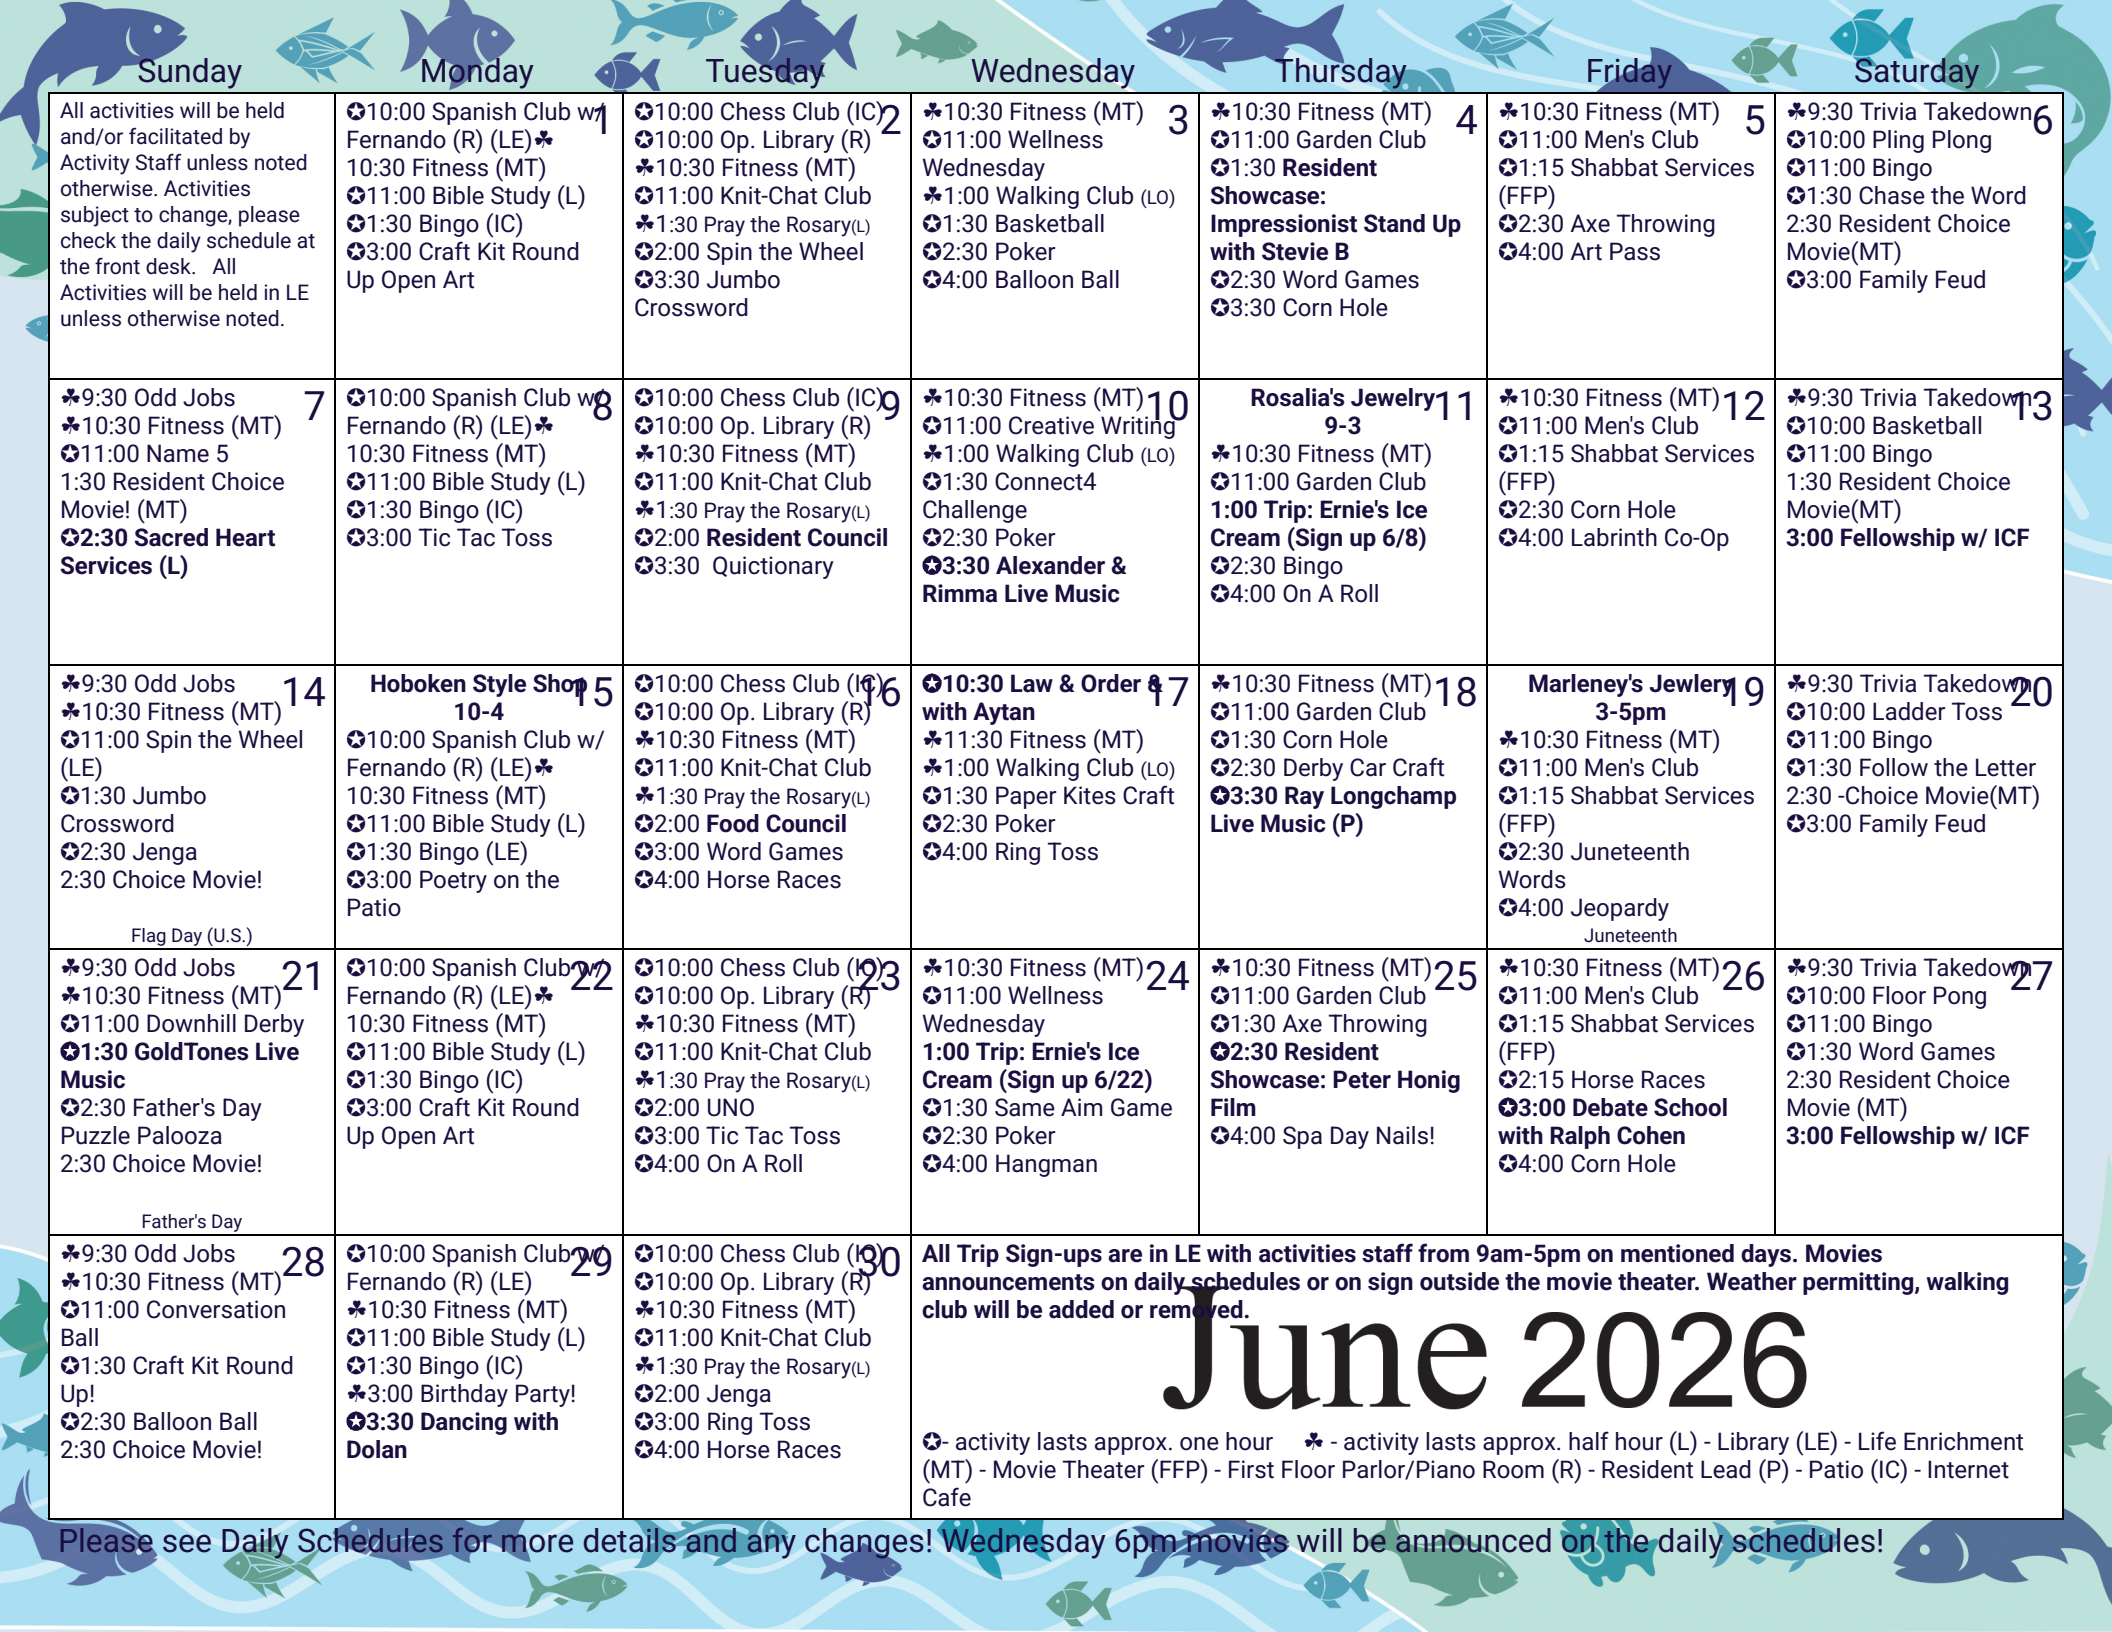 Sunday Monday Tuesday Wednesday Thursday Friday Saturday
All activities will be held
and/or facilitated by
Activity Staff unless noted
otherwise. Activities
subject to change, please
check the daily schedule at
the front desk. All
Activities will be held in LE
unless otherwise noted.
1
✪10:00 Spanish Club w/
Fernando (R) (LE)☘
10:30 Fitness (MT)
✪11:00 Bible Study (L)
✪1:30 Bingo (IC)
✪3:00 Craft Kit Round
Up Open Art
2
✪10:00 Chess Club (IC)
✪10:00 Op. Library (R)
☘10:30 Fitness (MT)
✪11:00 Knit-Chat Club
☘1:30 Pray the Rosary(L)
✪2:00 Spin the Wheel
✪3:30 Jumbo
Crossword
3
☘10:30 Fitness (MT)
✪11:00 Wellness
Wednesday
☘1:00 Walking Club (LO)
✪1:30 Basketball
✪2:30 Poker
✪4:00 Balloon Ball
4
☘10:30 Fitness (MT)
✪11:00 Garden Club
✪1:30 Resident
Showcase:
Impressionist Stand Up
with Stevie B
✪2:30 Word Games
✪3:30 Corn Hole
5
☘10:30 Fitness (MT)
✪11:00 Men's Club
✪1:15 Shabbat Services
(FFP)
✪2:30 Axe Throwing
✪4:00 Art Pass
6
☘9:30 Trivia Takedown
✪10:00 Pling Plong
✪11:00 Bingo
✪1:30 Chase the Word
2:30 Resident Choice
Movie(MT)
✪3:00 Family Feud
7
☘9:30 Odd Jobs
☘10:30 Fitness (MT)
✪11:00 Name 5
1:30 Resident Choice
Movie! (MT)
✪2:30 Sacred Heart
Services (L)
8
✪10:00 Spanish Club w/
Fernando (R) (LE)☘
10:30 Fitness (MT)
✪11:00 Bible Study (L)
✪1:30 Bingo (IC)
✪3:00 Tic Tac Toss
9
✪10:00 Chess Club (IC)
✪10:00 Op. Library (R)
☘10:30 Fitness (MT)
✪11:00 Knit-Chat Club
☘1:30 Pray the Rosary(L)
✪2:00 Resident Council
✪3:30 Quictionary
10
☘10:30 Fitness (MT)
✪11:00 Creative Writing
☘1:00 Walking Club (LO)
✪1:30 Connect4
Challenge
✪2:30 Poker
✪3:30 Alexander &
Rimma Live Music
11
Rosalia's Jewelry
9-3
☘10:30 Fitness (MT)
✪11:00 Garden Club
1:00 Trip: Ernie's Ice
Cream (Sign up 6/8)
✪2:30 Bingo
✪4:00 On A Roll
12
☘10:30 Fitness (MT)
✪11:00 Men's Club
✪1:15 Shabbat Services
(FFP)
✪2:30 Corn Hole
✪4:00 Labrinth Co-Op
13
☘9:30 Trivia Takedown
✪10:00 Basketball
✪11:00 Bingo
1:30 Resident Choice
Movie(MT)
3:00 Fellowship w/ ICF
14
☘9:30 Odd Jobs
☘10:30 Fitness (MT)
✪11:00 Spin the Wheel
(LE)
✪1:30 Jumbo
Crossword
✪2:30 Jenga
2:30 Choice Movie!
Flag Day (U.S.)
15
Hoboken Style Shop
10-4
✪10:00 Spanish Club w/
Fernando (R) (LE)☘
10:30 Fitness (MT)
✪11:00 Bible Study (L)
✪1:30 Bingo (LE)
✪3:00 Poetry on the
Patio
16
✪10:00 Chess Club (IC)
✪10:00 Op. Library (R)
☘10:30 Fitness (MT)
✪11:00 Knit-Chat Club
☘1:30 Pray the Rosary(L)
✪2:00 Food Council
✪3:00 Word Games
✪4:00 Horse Races
17
✪10:30 Law & Order &
with Aytan
☘11:30 Fitness (MT)
☘1:00 Walking Club (LO)
✪1:30 Paper Kites Craft
✪2:30 Poker
✪4:00 Ring Toss
18
☘10:30 Fitness (MT)
✪11:00 Garden Club
✪1:30 Corn Hole
✪2:30 Derby Car Craft
✪3:30 Ray Longchamp
Live Music (P)
19
Marleney's Jewlery
3-5pm
☘10:30 Fitness (MT)
✪11:00 Men's Club
✪1:15 Shabbat Services
(FFP)
✪2:30 Juneteenth
Words
✪4:00 Jeopardy
Juneteenth
20
☘9:30 Trivia Takedown
✪10:00 Ladder Toss
✪11:00 Bingo
✪1:30 Follow the Letter
2:30 -Choice Movie(MT)
✪3:00 Family Feud
21
☘9:30 Odd Jobs
☘10:30 Fitness (MT)
✪11:00 Downhill Derby
✪1:30 GoldTones Live
Music
✪2:30 Father's Day
Puzzle Palooza
2:30 Choice Movie!
Father's Day
22
✪10:00 Spanish Club w/
Fernando (R) (LE)☘
10:30 Fitness (MT)
✪11:00 Bible Study (L)
✪1:30 Bingo (IC)
✪3:00 Craft Kit Round
Up Open Art
23
✪10:00 Chess Club (IC)
✪10:00 Op. Library (R)
☘10:30 Fitness (MT)
✪11:00 Knit-Chat Club
☘1:30 Pray the Rosary(L)
✪2:00 UNO
✪3:00 Tic Tac Toss
✪4:00 On A Roll
24
☘10:30 Fitness (MT)
✪11:00 Wellness
Wednesday
1:00 Trip: Ernie's Ice
Cream (Sign up 6/22)
✪1:30 Same Aim Game
✪2:30 Poker
✪4:00 Hangman
25
☘10:30 Fitness (MT)
✪11:00 Garden Club
✪1:30 Axe Throwing
✪2:30 Resident
Showcase: Peter Honig
Film
✪4:00 Spa Day Nails!
26
☘10:30 Fitness (MT)
✪11:00 Men's Club
✪1:15 Shabbat Services
(FFP)
✪2:15 Horse Races
✪3:00 Debate School
with Ralph Cohen
✪4:00 Corn Hole
27
☘9:30 Trivia Takedown
✪10:00 Floor Pong
✪11:00 Bingo
✪1:30 Word Games
2:30 Resident Choice
Movie (MT)
3:00 Fellowship w/ ICF
28
☘9:30 Odd Jobs
☘10:30 Fitness (MT)
✪11:00 Conversation
Ball
✪1:30 Craft Kit Round
Up!
✪2:30 Balloon Ball
2:30 Choice Movie!
29
✪10:00 Spanish Club w/
Fernando (R) (LE)
☘10:30 Fitness (MT)
✪11:00 Bible Study (L)
✪1:30 Bingo (IC)
☘3:00 Birthday Party!
✪3:30 Dancing with
Dolan
30
✪10:00 Chess Club (IC)
✪10:00 Op. Library (R)
☘10:30 Fitness (MT)
✪11:00 Knit-Chat Club
☘1:30 Pray the Rosary(L)
✪2:00 Jenga
✪3:00 Ring Toss
✪4:00 Horse Races
All Trip Sign-ups are in LE with activities staff from 9am-5pm on mentioned days. Movies
announcements on daily schedules or on sign outside the movie theater. Weather permitting, walking
club will be added or removed.
June 2026
✪- activity lasts approx. one hour ☘ - activity lasts approx. half hour (L) - Library (LE) - Life Enrichment
(MT) - Movie Theater (FFP) - First Floor Parlor/Piano Room (R) - Resident Lead (P) - Patio (IC) - Internet
Cafe
Please see Daily Schedules for more details and any changes! Wednesday 6pm movies will be announced on the daily schedules!